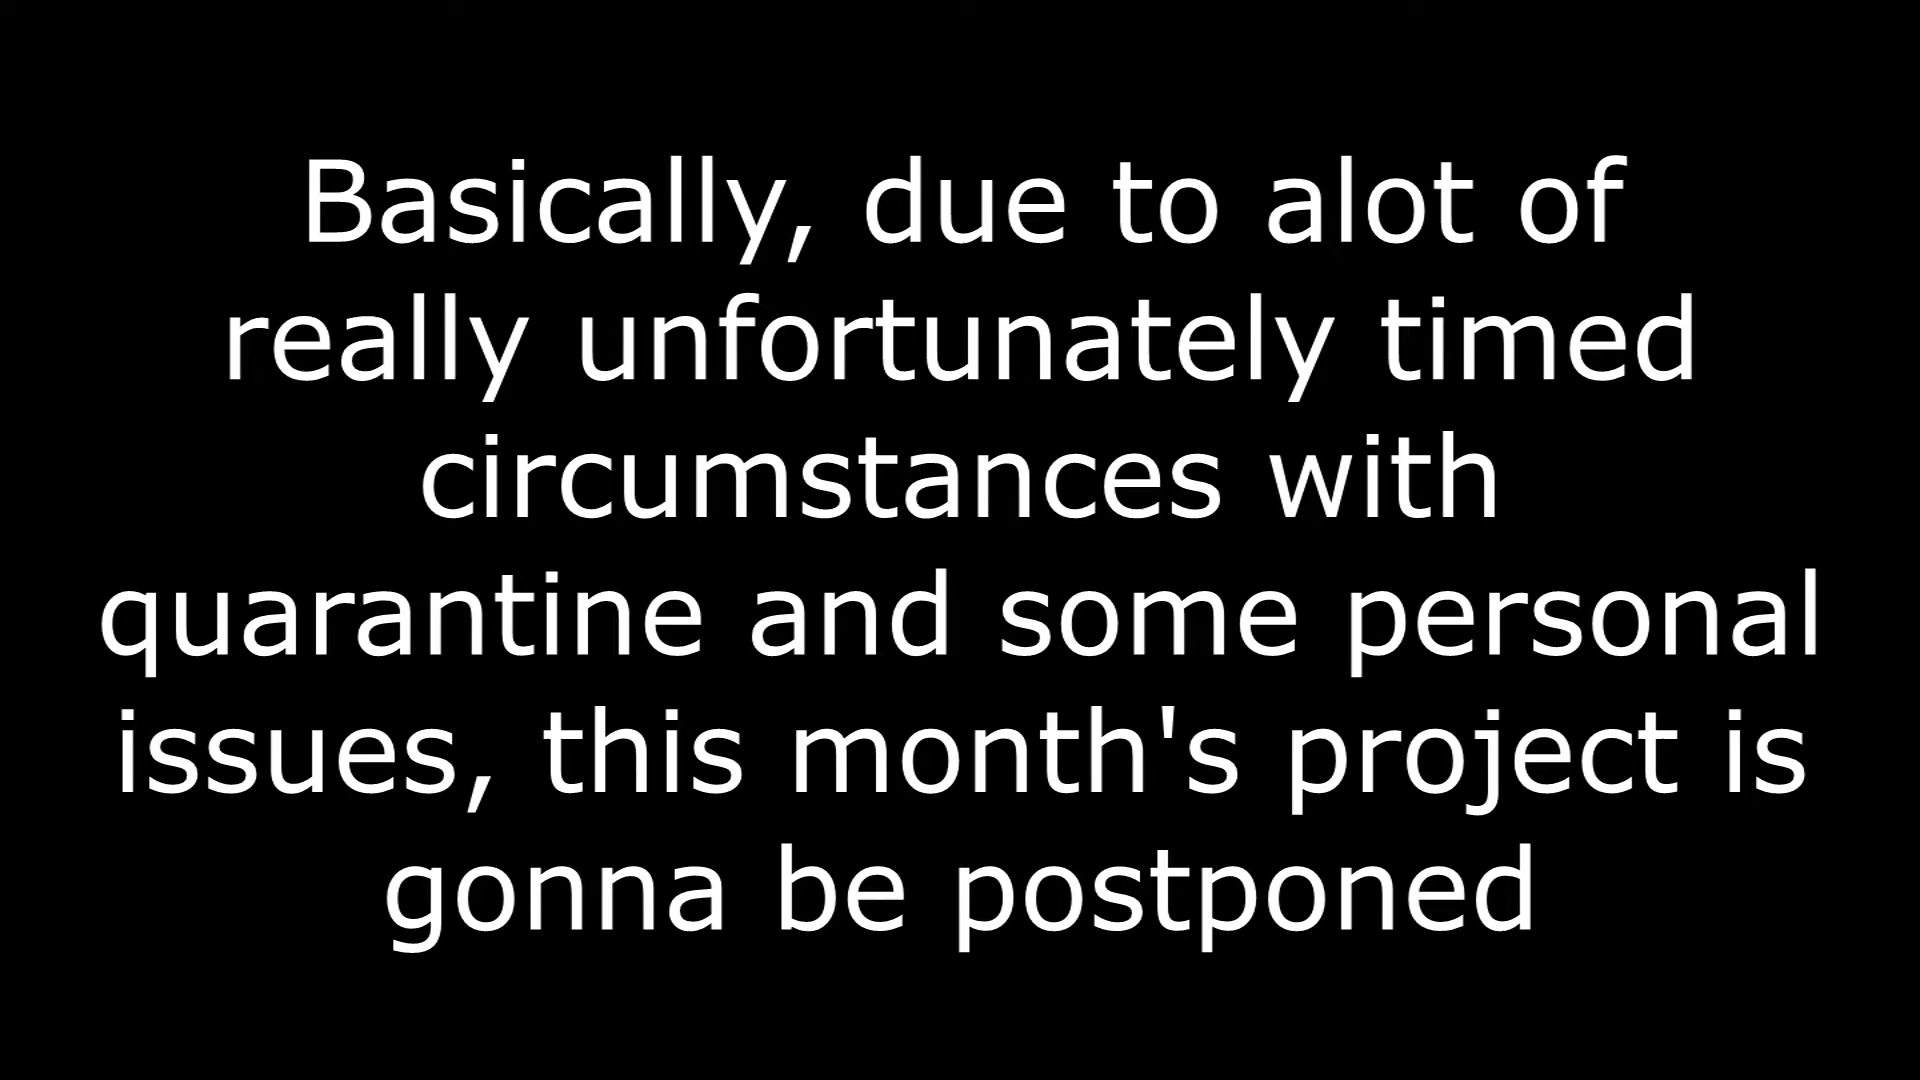 Basically, due to alot of
really unfortunately timed
circumstances with
quarantine and some personal
issues, this month's project is
gonna be postponed